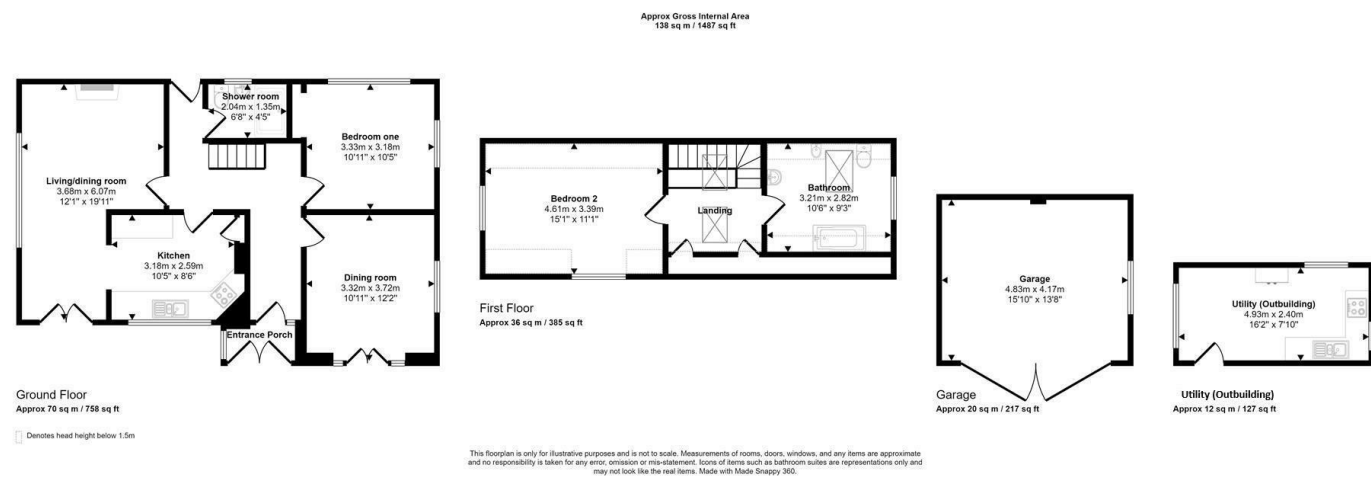 Approx Gross Internal Area
138 sq m / 1487 sq ft
Shower room
2.04m x 1.35m
6'8" x 4'5"
Bedroom one
3.33m x 3.18m
10'11" x 10'5"
Living/dining room
3.68m x 6.07m
12'1" x 19'11"
Kitchen
3.18m x 2.59m
10'5" x 8'6"
Dining room
3.32m x 3.72m
10'11" x 12'2"
Entrance Porch
Ground Floor
Approx 70 sq m / 758 sq ft
Denotes head height below 1.5m
Bedroom 2
4.61m x 3.39m
15'1" x 11'1"
Landing
Bathroom
3.21m x 2.82m
10'6" x 9'3"
First Floor
Approx 36 sq m / 385 sq ft
Garage
4.83m x 4.17m
15'10" x 13'8"
Garage
Approx 20 sq m / 217 sq ft
Utility (Outbuilding)
4.93m x 2.40m
16'2" x 7'10"
Utility (Outbuilding)
Approx 12 sq m / 127 sq ft
This floorplan is only for illustrative purposes and is not to scale. Measurements of rooms, doors, windows, and any items are approximate
and no responsibility is taken for any error, omission or mis-statement. Icons of items such as bathroom suites are representations only and
may not look like the real items. Made with Made Snappy 360.